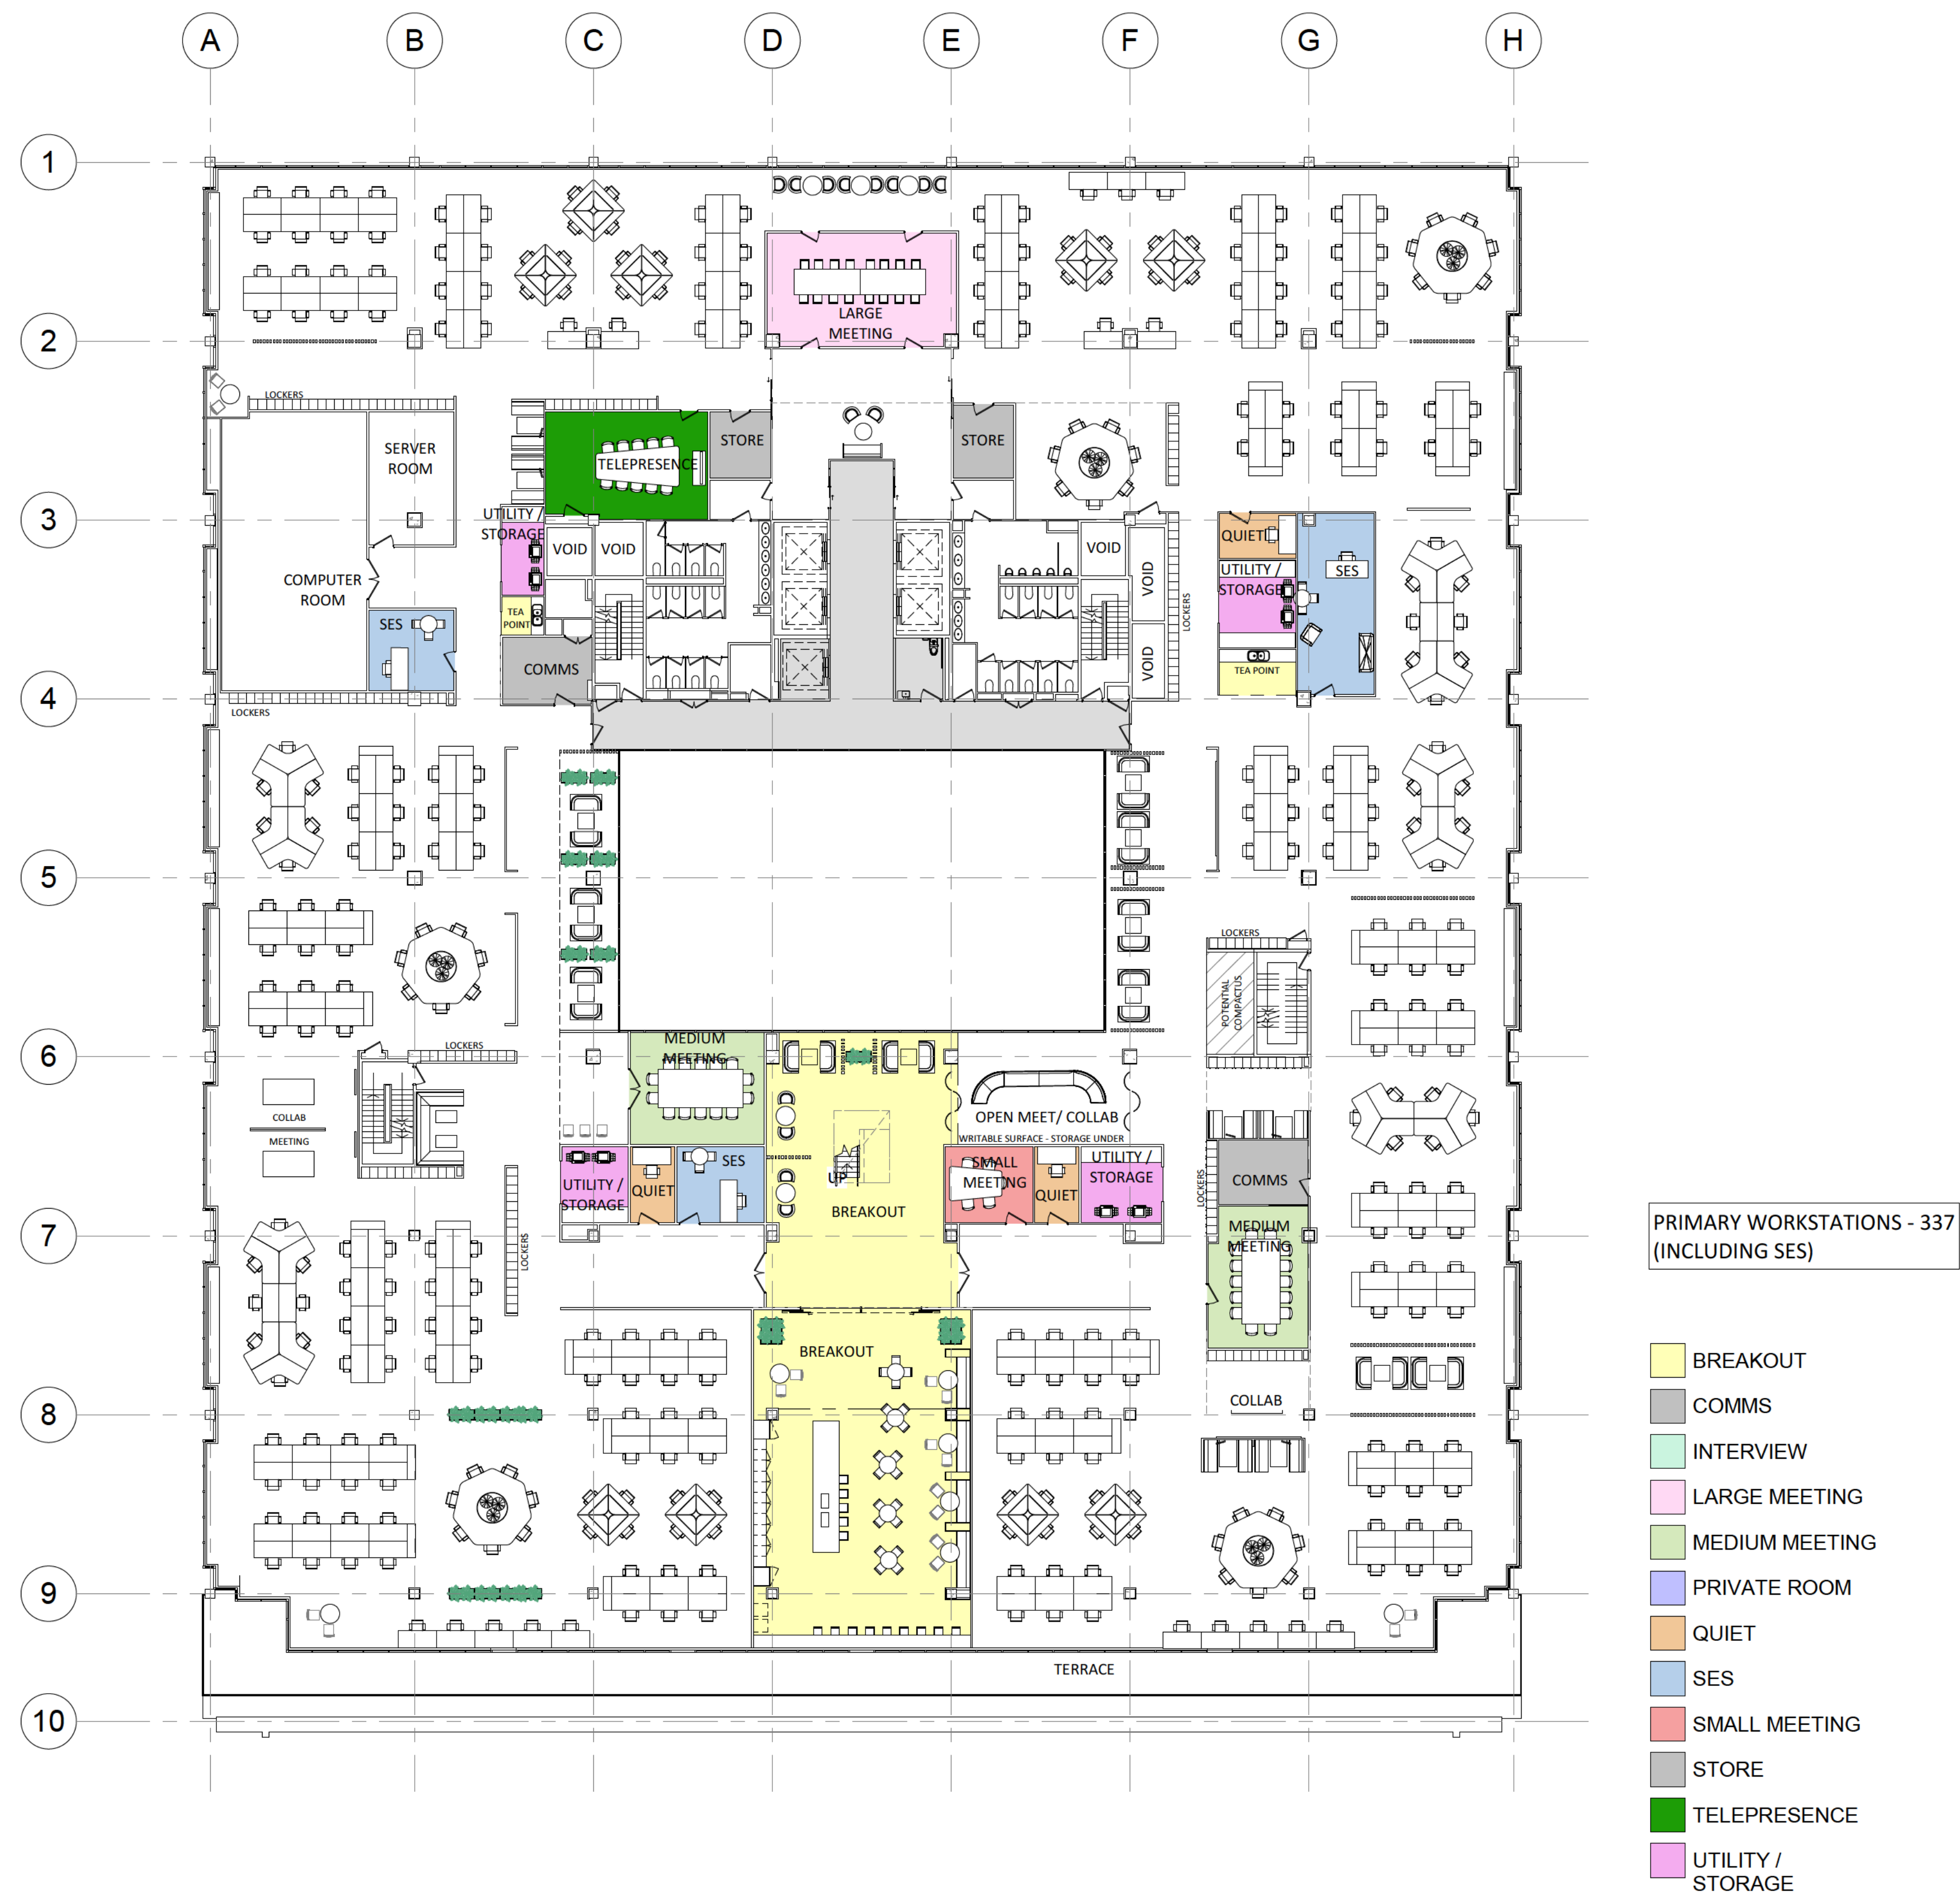 A B C D E F G H
1
2
3
4
5
6
7
8
9
10
LARGE
MEETING
LOCKERS
SERVER
ROOM
TELEPRESENCE
STORE
STORE
UTILITY /
STORAGE
VOID
VOID
VOID
VOID
VOID
LOCKERS
QUIET
UTILITY /
STORAGE
SES
TEA POINT
COMPUTER
ROOM
SES
TEA
POINT
COMMS
LOCKERS
LOCKERS
POTENTIAL
COMPACTUS
LOCKERS
COLLAB
MEETING
MEDIUM
MEETING
OPEN MEET/ COLLAB
WRITABLE SURFACE - STORAGE UNDER
UTILITY /
STORAGE
QUIET
SES
UP
BREAKOUT
SMALL
MEETING
QUIET
UTILITY /
STORAGE
LOCKERS
COMMS
MEDIUM
MEETING
LOCKERS
BREAKOUT
COLLAB
TERRACE
PRIMARY WORKSTATIONS - 337
(INCLUDING SES)
BREAKOUT
COMMS
INTERVIEW
LARGE MEETING
MEDIUM MEETING
PRIVATE ROOM
QUIET
SES
SMALL MEETING
STORE
TELEPRESENCE
UTILITY /
STORAGE